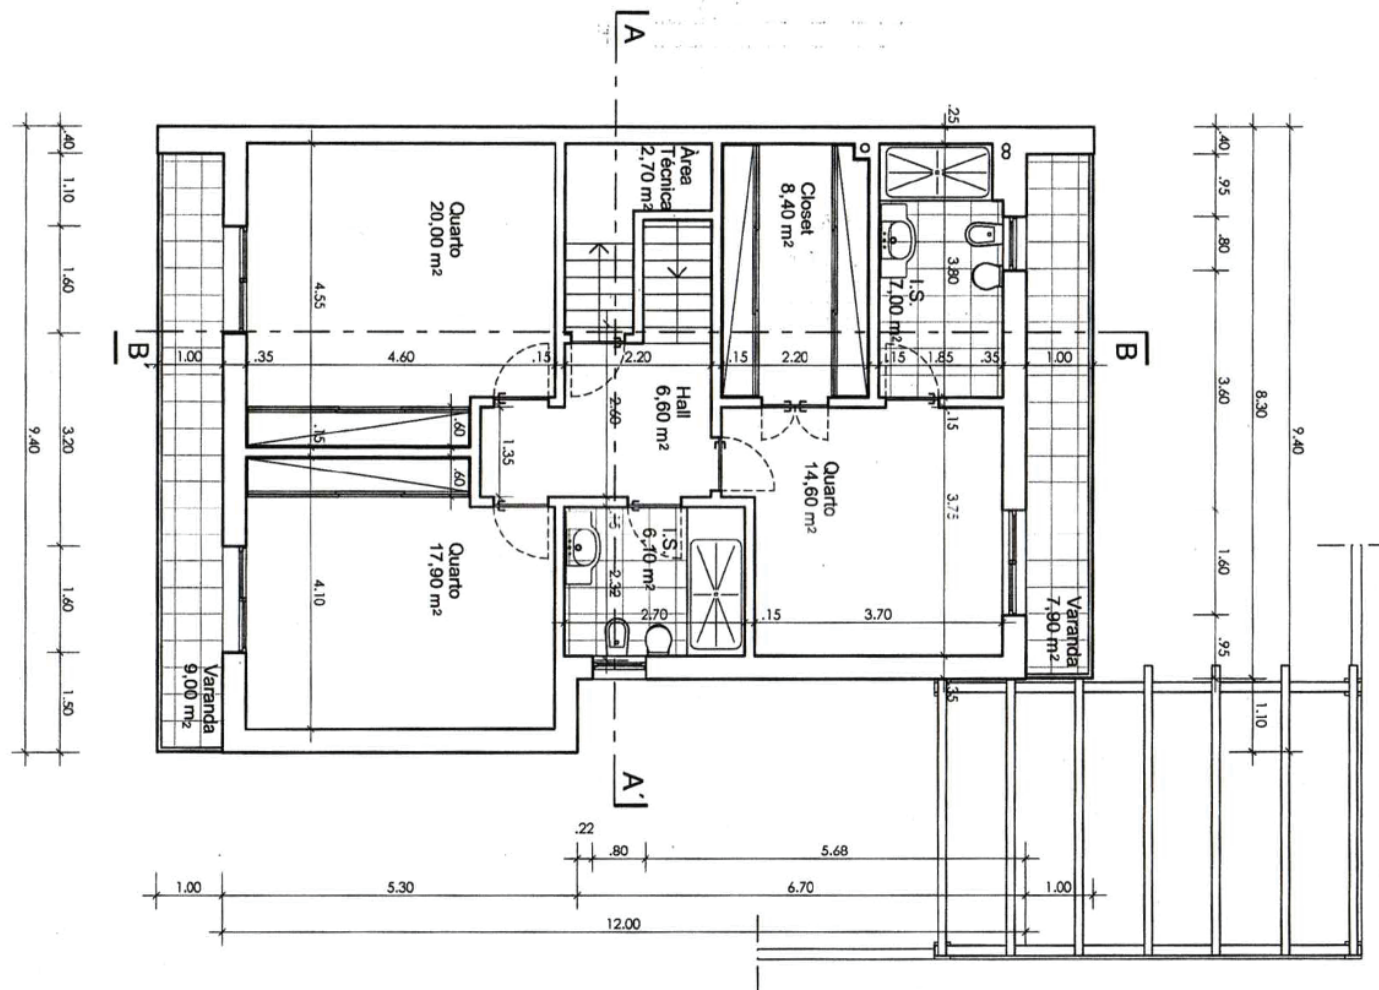 A
.25
.40
1.10
1.60
3.20
1.60
1.50
9.40
.40
.95
.80
3.60
1.60
.95
8.30
1.10
9.40
Àrea
Técnica
2,70 m²
Quarto
20,00 m²
Closet
8,40 m²
I.S.
7,00 m²
3.80
4.55
B
B
1.00
.35
4.60
.15
2.20
.15
2.20
.15
1.85
.35
1.00
Hall
6,60 m²
2.60
.60
.15
.60
1.35
.15
Quarto
14,60 m²
3.75
Quarto
17,90 m²
4.10
I.S.
6,10 m²
2.32
2.70
.15
3.70
Varanda
7,90 m²
Varanda
9,00 m²
.35
A´
.22
.80
5.68
1.00
5.30
6.70
1.00
12.00